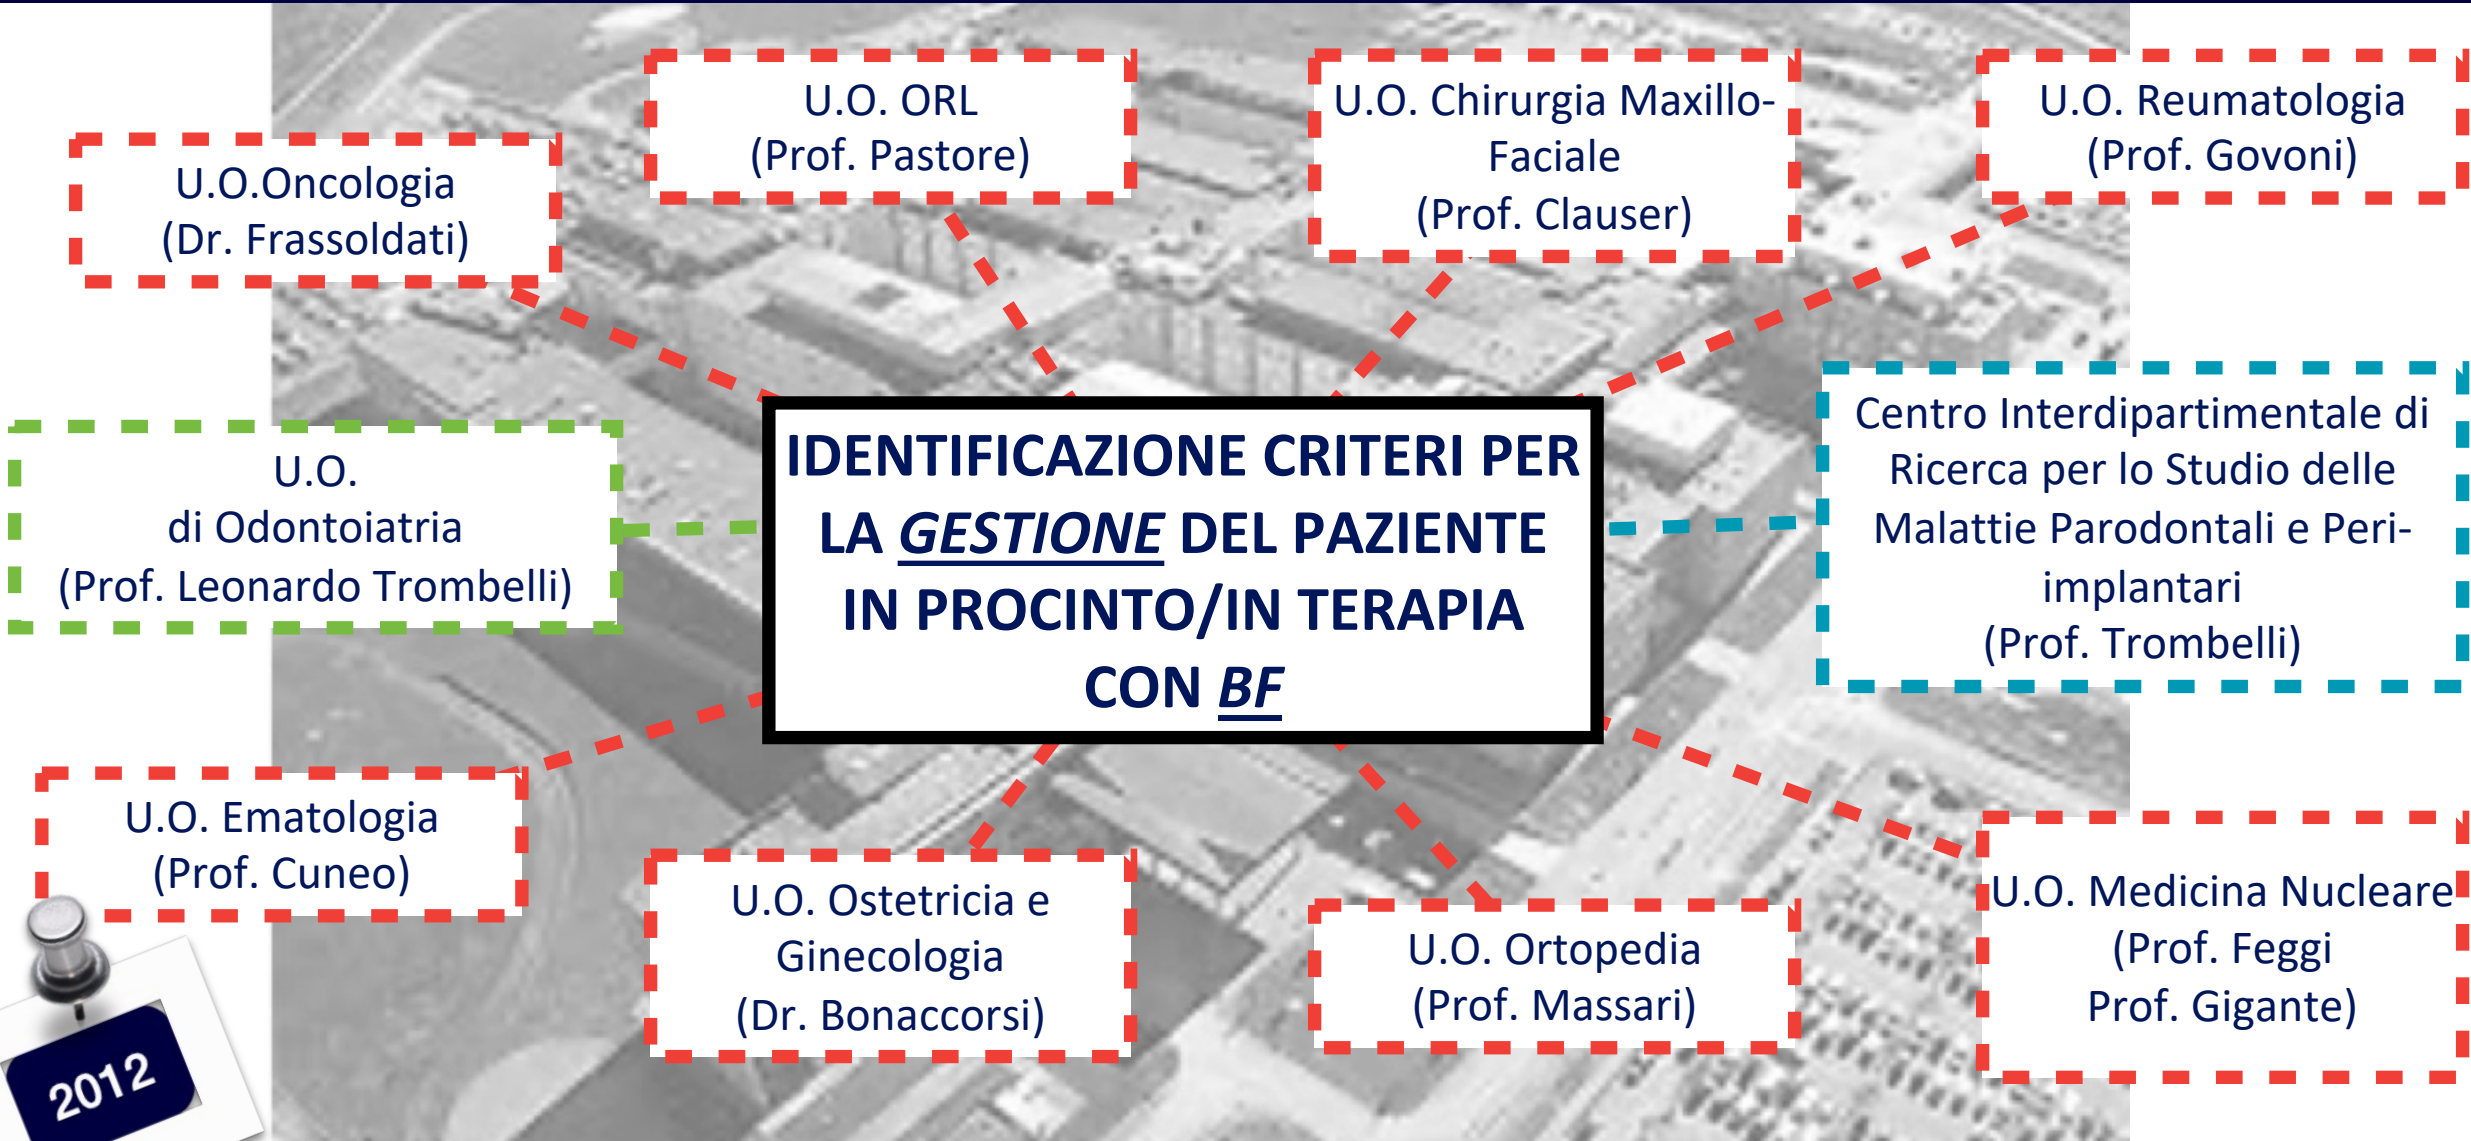 U.O. ORL
(Prof. Pastore)
U.O. Chirurgia Maxillo-
Faciale
(Prof. Clauser)
U.O. Reumatologia
(Prof. Govoni)
U.O.Oncologia
(Dr. Frassoldati)
U.O.
di Odontoiatria
(Prof. Leonardo Trombelli)
IDENTIFICAZIONE CRITERI PER
LA GESTIONE DEL PAZIENTE
IN PROCINTO/IN TERAPIA
CON BF
Centro Interdipartimentale di
Ricerca per lo Studio delle
Malattie Parodontali e Peri-
implantari
(Prof. Trombelli)
U.O. Ematologia
(Prof. Cuneo)
U.O. Ostetricia e
Ginecologia
(Dr. Bonaccorsi)
U.O. Ortopedia
(Prof. Massari)
U.O. Medicina Nucleare
(Prof. Feggi
Prof. Gigante)
2012